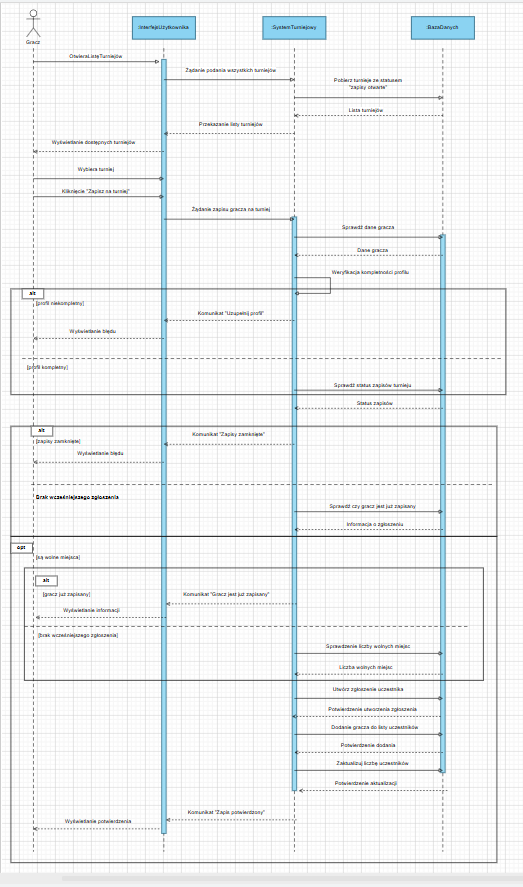 :InterfejsUżytkownika
:SystemTurniejowy
:BazaDanych
Gracz
OtwieraListęTurniejów
Żądanie podania wszystkich turniejów
Pobierz turnieje ze statusem
"zapisy otwarte"
Lista turniejów
Przekazanie listy turniejów
Wyświetlanie dostępnych turniejów
Wybiera turniej
Kliknięcie "Zapisz na turniej"
Żądanie zapisu gracza na turniej
Sprawdź dane gracza
Dane gracza
Weryfikacja kompletności profilu
alt
[profil niekompletny]
Komunikat "Uzupełnij profil"
Wyświetlanie błędu
[profil kompletny]
Sprawdź status zapisów turnieju
Status zapisów
alt
Komunikat "Zapisy zamknięte"
[zapisy zamknięte]
Wyświetlanie błędu
Brak wcześniejszego zgłoszenia
Sprawdź czy gracz jest już zapisany
Informacja o zgłoszeniu
opt
[są wolne miejsca]
alt
[gracz już zapisany]
Komunikat "Gracz jest już zapisany"
Wyświetlanie informacji
[brak wcześniejszego zgłoszenia]
Sprawdzenie liczby wolnych miejsc
Liczba wolnych miejsc
Utwórz zgłoszenie uczestnika
Potwierdzenie utworzenia zgłoszenia
Dodanie gracza do listy uczestników
Potwierdzenie dodania
Zaktualizuj liczbę uczestników
Potwierdzenie aktualizacji
Komunikat "Zapis potwierdzony"
Wyświetlanie potwierdzenia